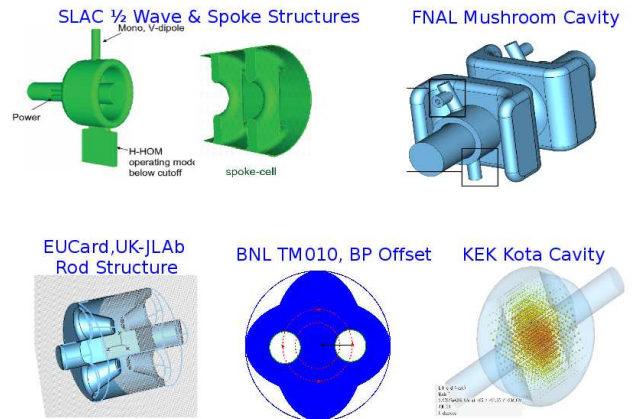 SLAC ½ Wave & Spoke Structures
FNAL Mushroom Cavity
Mono, V-dipole
Power
H-HOM
operating mode
below cutoff
spoke-cell
EUCard,UK-JLAb
Rod Structure
BNL TM010, BP Offset
KEK Kota Cavity